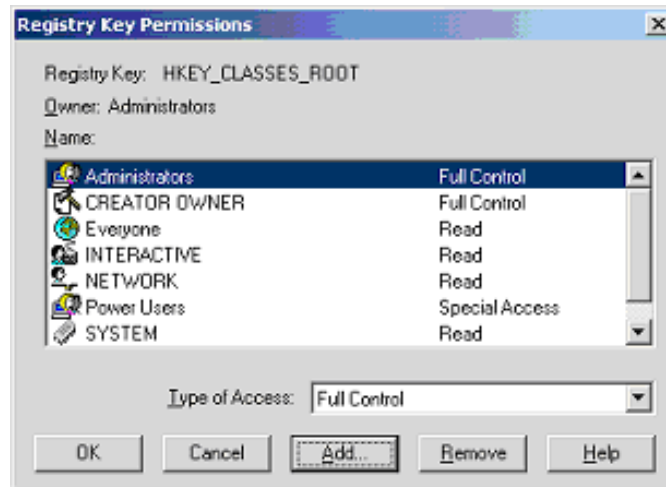 Registry Key Permissions
Registry Key: HKEY_CLASSES_ROOT
Owner: Administrators
Name:
Administrators Full Control
CREATOR OWNER Full Control
Everyone Read
INTERACTIVE Read
NETWORK Read
Power Users Special Access
SYSTEM Read
Type of Access: Full Control
OK Cancel Add... Remove Help